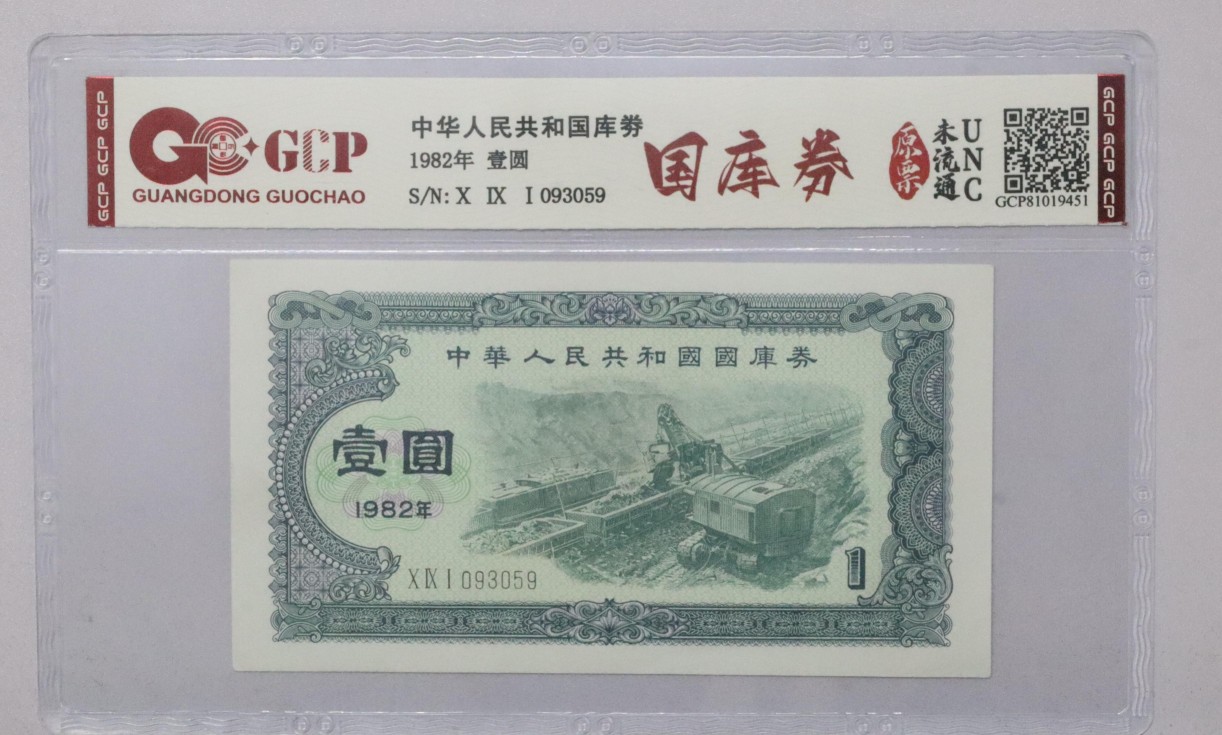 GCP GCP GCP
GCP
GUANGDONG GUOCHAO
中华人民共和国库券
1982年 壹圆
S/N: X IX I 093059
国库券
原票
未流通
UNC
GCP81019451
GCP GCP GCP
中華人民共和國國庫券
壹圓
1982年
X IX I 093059
1